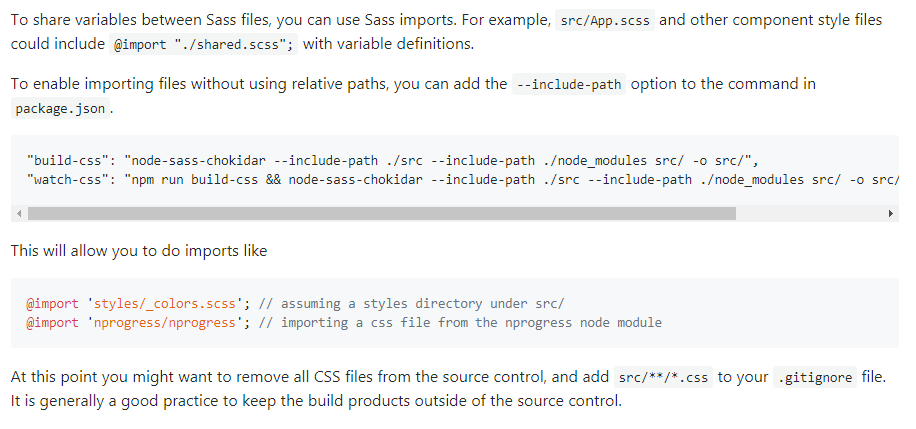 To share variables between Sass files, you can use Sass imports. For example, src/App.scss and other component style files
could include @import "./shared.scss"; with variable definitions.
To enable importing files without using relative paths, you can add the --include-path option to the command in
package.json.
"build-css": "node-sass-chokidar --include-path ./src --include-path ./node_modules src/ -o src/",
"watch-css": "npm run build-css && node-sass-chokidar --include-path ./src --include-path ./node_modules src/ -o src/
This will allow you to do imports like
@import 'styles/_colors.scss'; // assuming a styles directory under src/
@import 'nprogress/nprogress'; // importing a css file from the nprogress node module
At this point you might want to remove all CSS files from the source control, and add src/**/*.css to your .gitignore file.
It is generally a good practice to keep the build products outside of the source control.